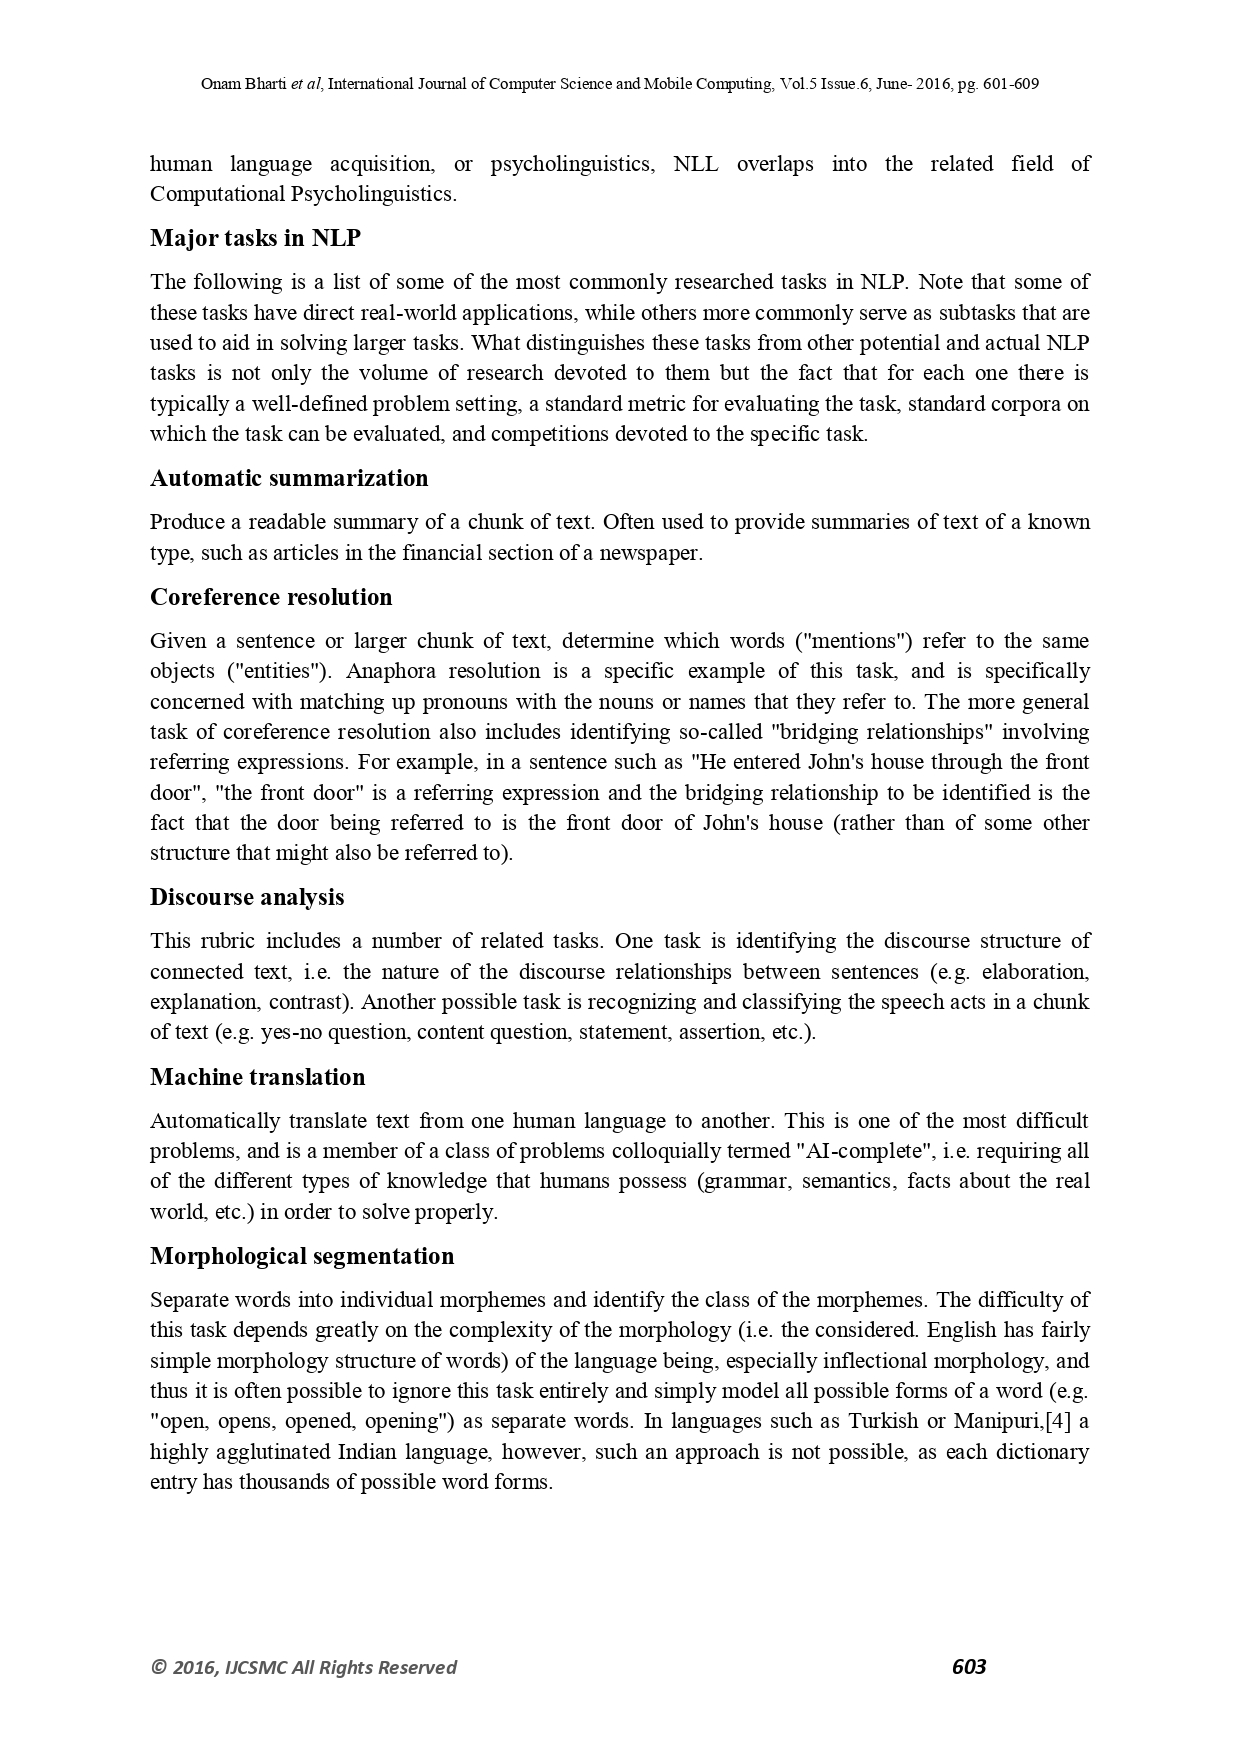 Onam Bharti et al, International Journal of Computer Science and Mobile Computing, Vol.5 Issue.6, June- 2016, pg. 601-609
human language acquisition, or psycholinguistics, NLL overlaps into the related field of
Computational Psycholinguistics.
Major tasks in NLP
The following is a list of some of the most commonly researched tasks in NLP. Note that some of
these tasks have direct real-world applications, while others more commonly serve as subtasks that are
used to aid in solving larger tasks. What distinguishes these tasks from other potential and actual NLP
tasks is not only the volume of research devoted to them but the fact that for each one there is
typically a well-defined problem setting, a standard metric for evaluating the task, standard corpora on
which the task can be evaluated, and competitions devoted to the specific task.
Automatic summarization
Produce a readable summary of a chunk of text. Often used to provide summaries of text of a known
type, such as articles in the financial section of a newspaper.
Coreference resolution
Given a sentence or larger chunk of text, determine which words ("mentions") refer to the same
objects ("entities"). Anaphora resolution is a specific example of this task, and is specifically
concerned with matching up pronouns with the nouns or names that they refer to. The more general
task of coreference resolution also includes identifying so-called "bridging relationships" involving
referring expressions. For example, in a sentence such as "He entered John's house through the front
door", "the front door" is a referring expression and the bridging relationship to be identified is the
fact that the door being referred to is the front door of John's house (rather than of some other
structure that might also be referred to).
Discourse analysis
This rubric includes a number of related tasks. One task is identifying the discourse structure of
connected text, i.e. the nature of the discourse relationships between sentences (e.g. elaboration,
explanation, contrast). Another possible task is recognizing and classifying the speech acts in a chunk
of text (e.g. yes-no question, content question, statement, assertion, etc.).
Machine translation
Automatically translate text from one human language to another. This is one of the most difficult
problems, and is a member of a class of problems colloquially termed "AI-complete", i.e. requiring all
of the different types of knowledge that humans possess (grammar, semantics, facts about the real
world, etc.) in order to solve properly.
Morphological segmentation
Separate words into individual morphemes and identify the class of the morphemes. The difficulty of
this task depends greatly on the complexity of the morphology (i.e. the considered. English has fairly
simple morphology structure of words) of the language being, especially inflectional morphology, and
thus it is often possible to ignore this task entirely and simply model all possible forms of a word (e.g.
"open, opens, opened, opening") as separate words. In languages such as Turkish or Manipuri,[4] a
highly agglutinated Indian language, however, such an approach is not possible, as each dictionary
entry has thousands of possible word forms.
© 2016, IJCSMC All Rights Reserved 603